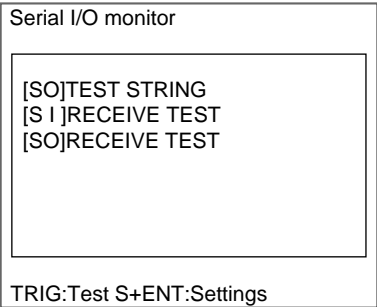 Serial I/O monitor
[SO]TEST STRING
[S I ]RECEIVE TEST
[SO]RECEIVE TEST
TRIG:Test S+ENT:Settings